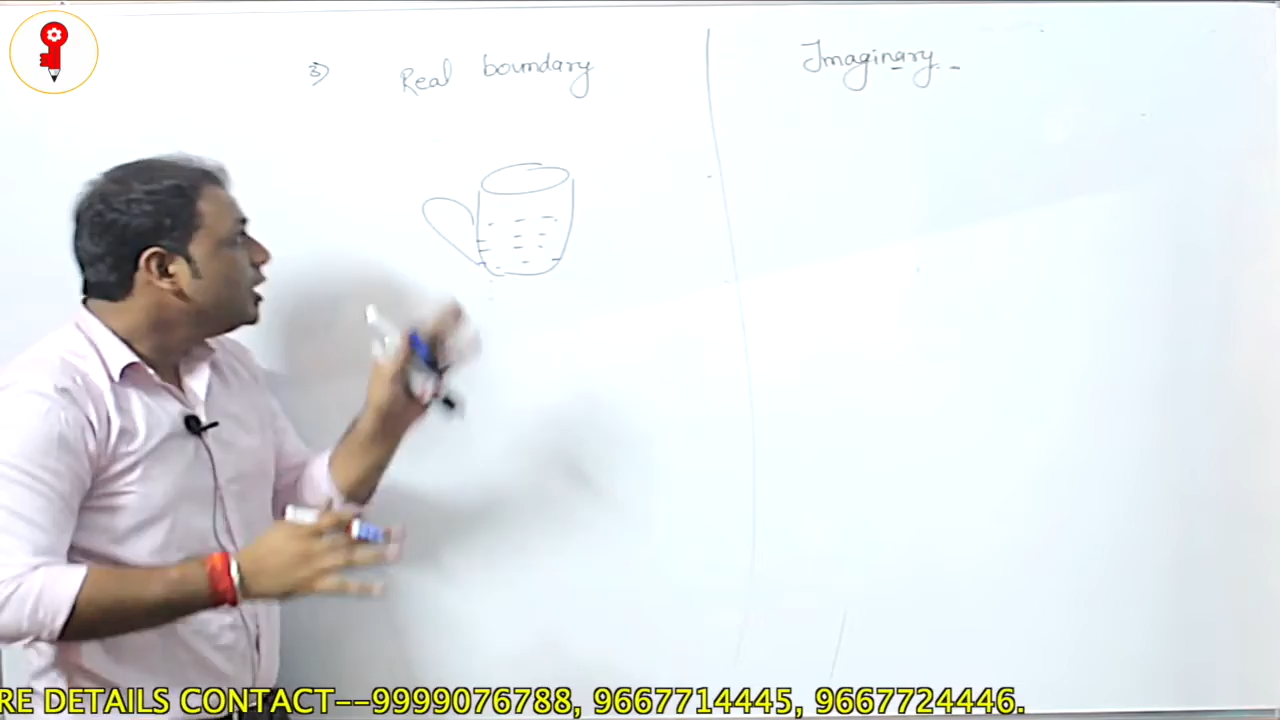 3) Real boundary
Imaginary
RE DETAILS CONTACT--9999076788, 9667714445, 9667724446.